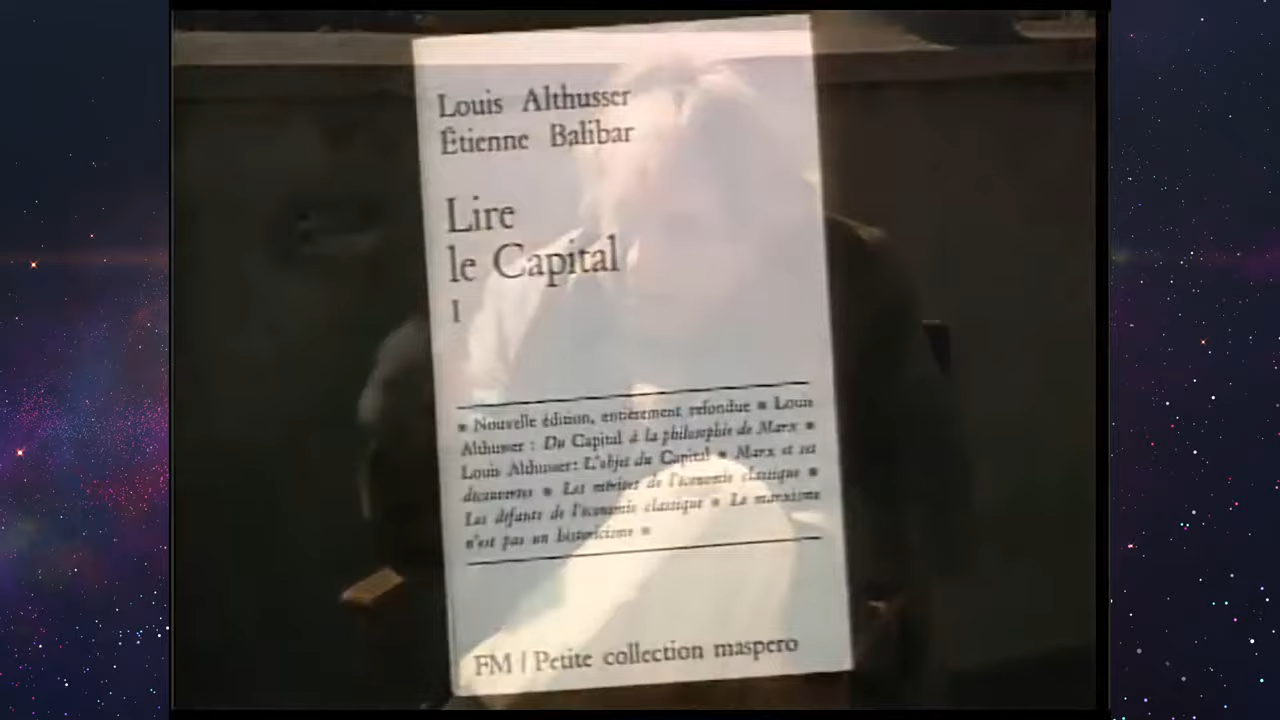 Louis Althusser
Étienne Balibar
Lire
le Capital
I
▪ Nouvelle édition, entièrement refondue ▪ Louis
Althusser : Du Capital à la philosophie de Marx ▪
Louis Althusser : L'objet du Capital ▪ Marx et ses
découvertes ▪ Les mérites de l'économie classique ▪
Les défauts de l'économie classique ▪ Le marxisme
n'est pas un historicisme ▪
FM / Petite collection maspero